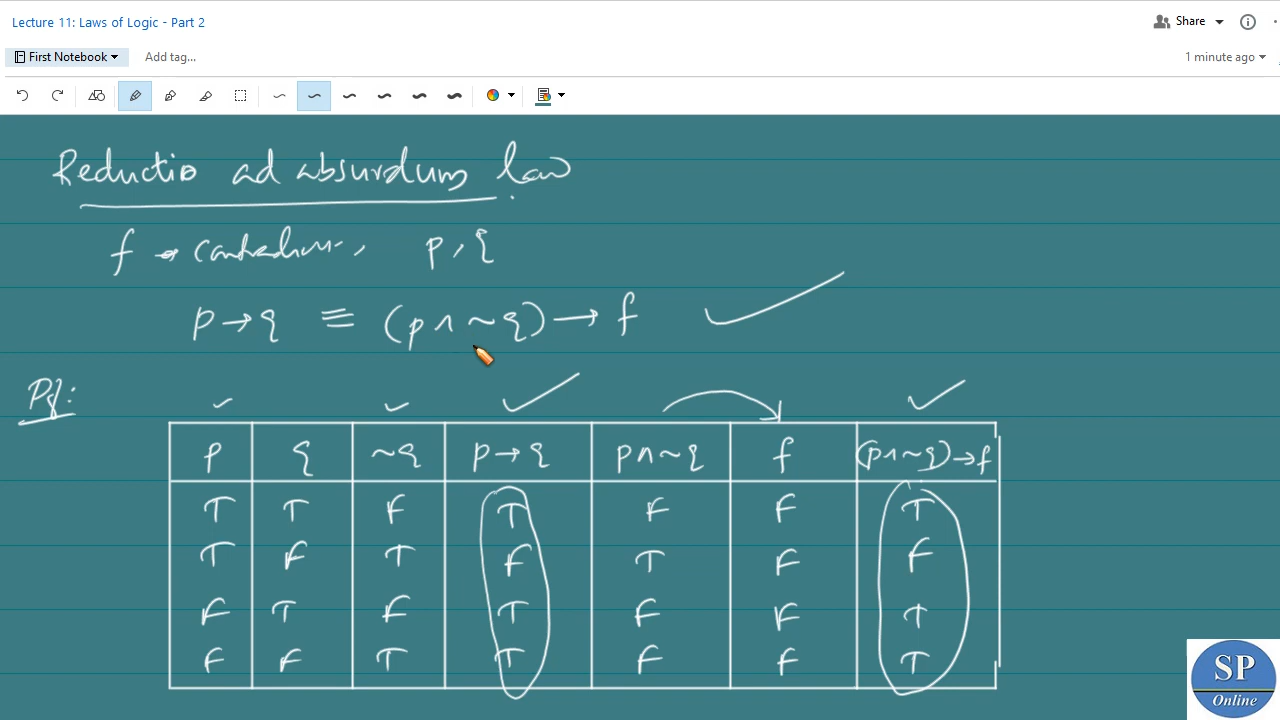 Lecture 11: Laws of Logic - Part 2
Share
First Notebook
Add tag...
1 minute ago
Reductio ad absurdum law
f → , p, q
p → q ≡ (p ∧ ~q) → f
Pf:
p q ~q p → q p ∧ ~q f (p ∧ ~q) → f
T T F T F F T
T F T F T F F
F T F T F F T
F F T T F F T
SP
Online